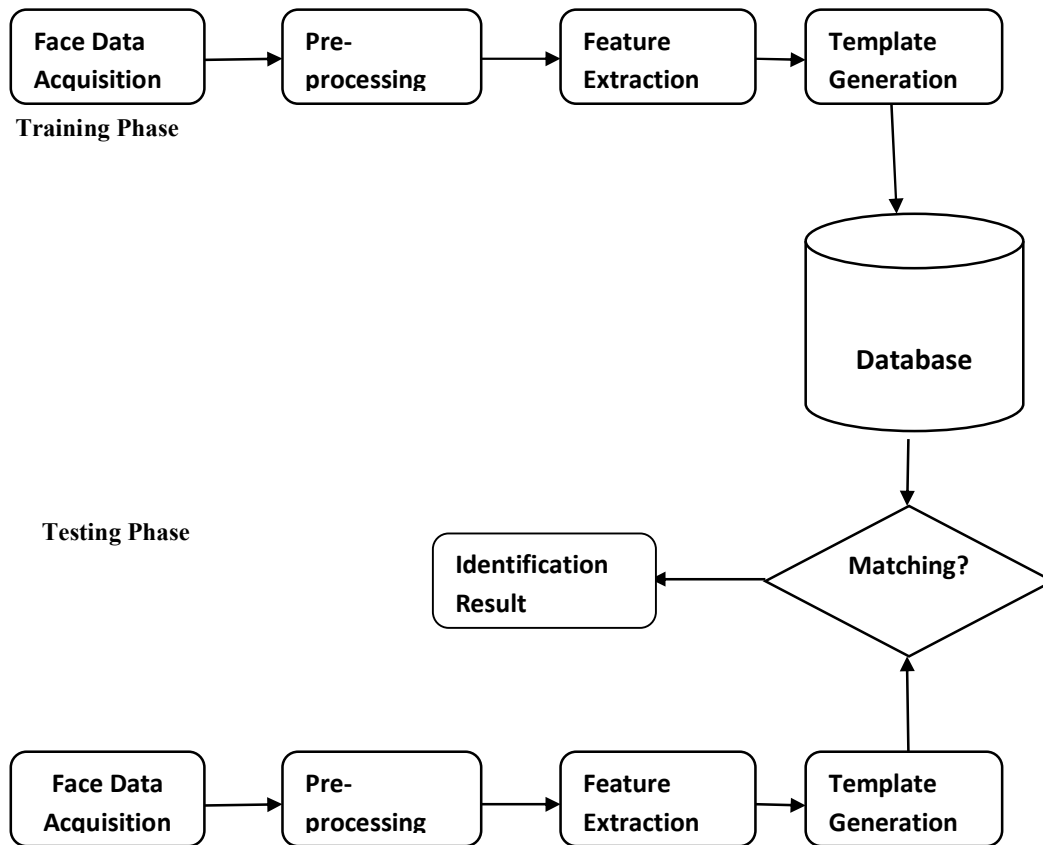 Face Data
Acquisition
Pre-
processing
Feature
Extraction
Template
Generation
Training Phase
Database
Testing Phase
Matching?
Identification
Result
Face Data
Acquisition
Pre-
processing
Feature
Extraction
Template
Generation